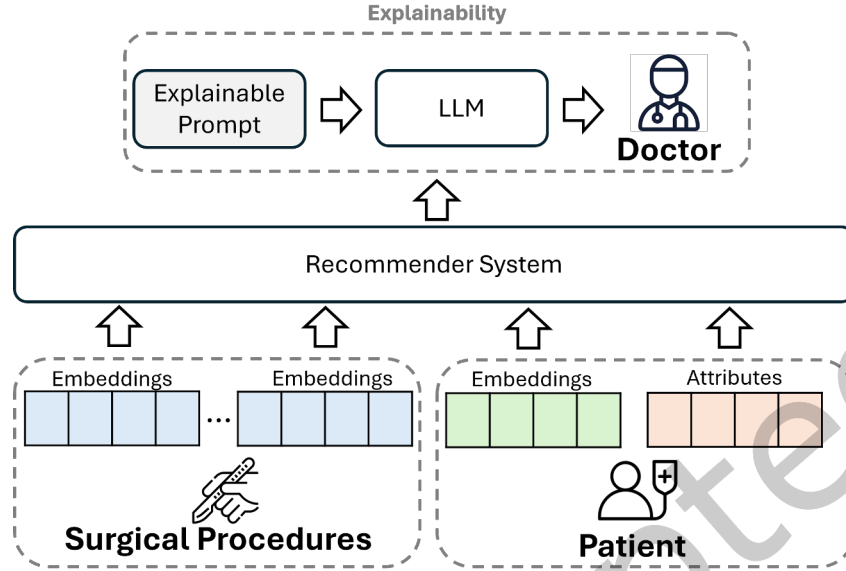 Explainability
Explainable
Prompt
LLM
Doctor
Recommender System
Embeddings
...
Embeddings
Embeddings
Attributes
Surgical Procedures
Patient